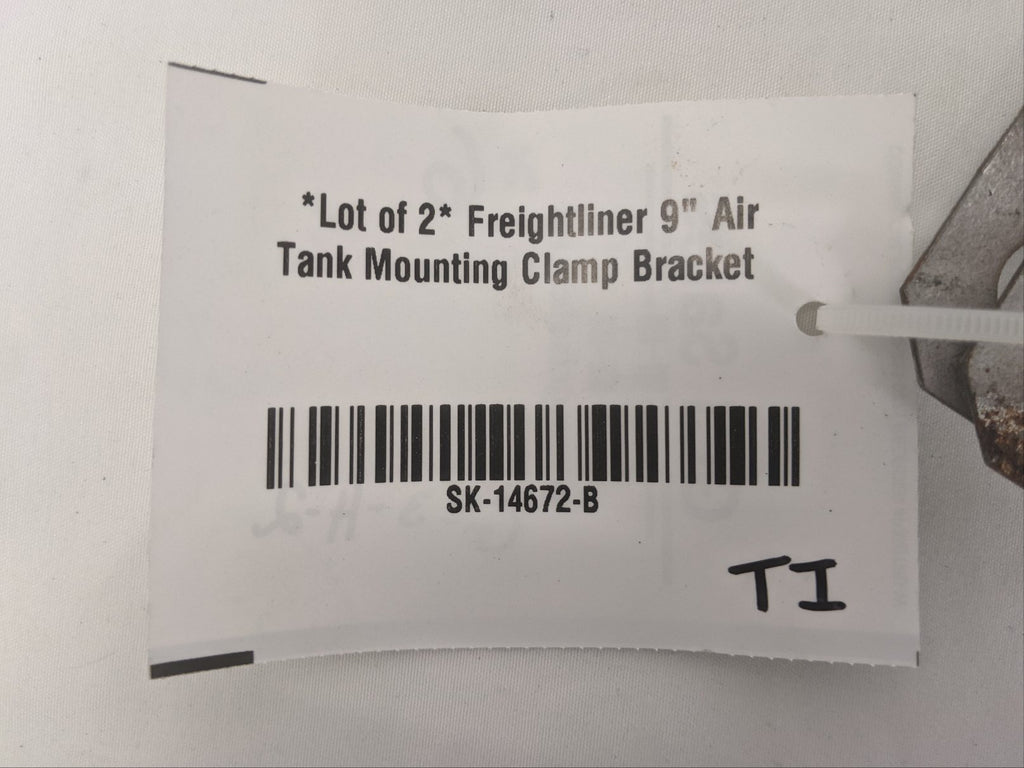 *Lot of 2* Freightliner 9" Air
Tank Mounting Clamp Bracket
SK-14672-B
TI